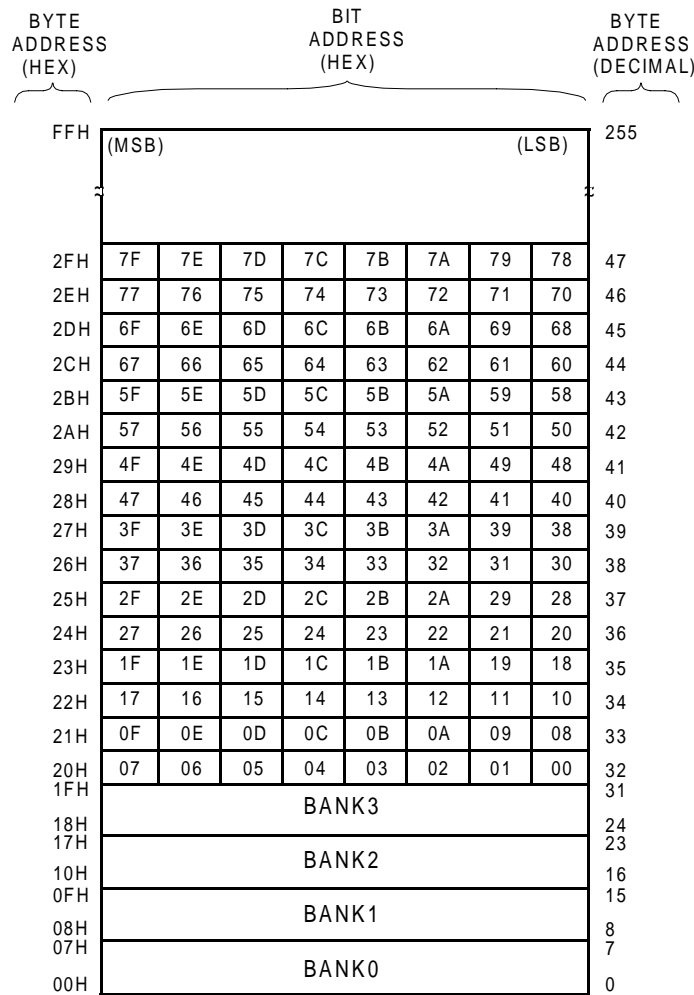 BYTE ADDRESS (HEX)
BIT ADDRESS (HEX)
BYTE ADDRESS (DECIMAL)
FFH (MSB) (LSB) 255
2FH 7F 7E 7D 7C 7B 7A 79 78 47
2EH 77 76 75 74 73 72 71 70 46
2DH 6F 6E 6D 6C 6B 6A 69 68 45
2CH 67 66 65 64 63 62 61 60 44
2BH 5F 5E 5D 5C 5B 5A 59 58 43
2AH 57 56 55 54 53 52 51 50 42
29H 4F 4E 4D 4C 4B 4A 49 48 41
28H 47 46 45 44 43 42 41 40 40
27H 3F 3E 3D 3C 3B 3A 39 38 39
26H 37 36 35 34 33 32 31 30 38
25H 2F 2E 2D 2C 2B 2A 29 28 37
24H 27 26 25 24 23 22 21 20 36
23H 1F 1E 1D 1C 1B 1A 19 18 35
22H 17 16 15 14 13 12 11 10 34
21H 0F 0E 0D 0C 0B 0A 09 08 33
20H 07 06 05 04 03 02 01 00 32
1FH 31
BANK3
18H 24
17H 23
BANK2
10H 16
0FH 15
BANK1
08H 8
07H 7
BANK0
00H 0